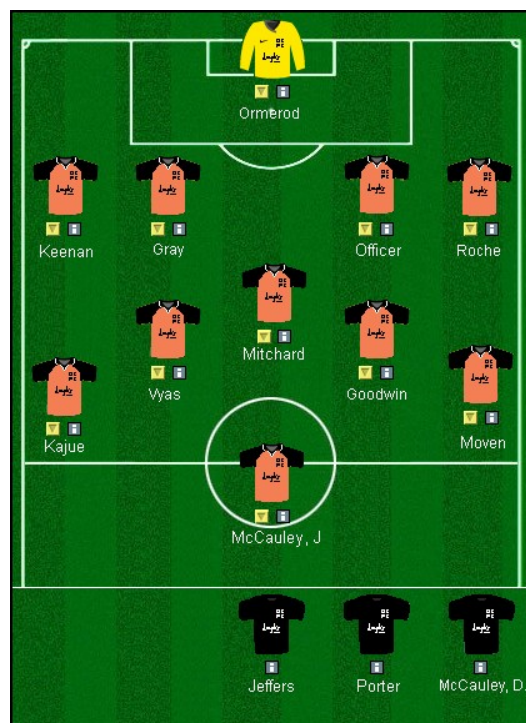 Ormerod
Keenan
Gray
Officer
Roche
Mitchard
Vyas
Goodwin
Kajue
Moven
McCauley, J
Jeffers
Porter
McCauley, D.